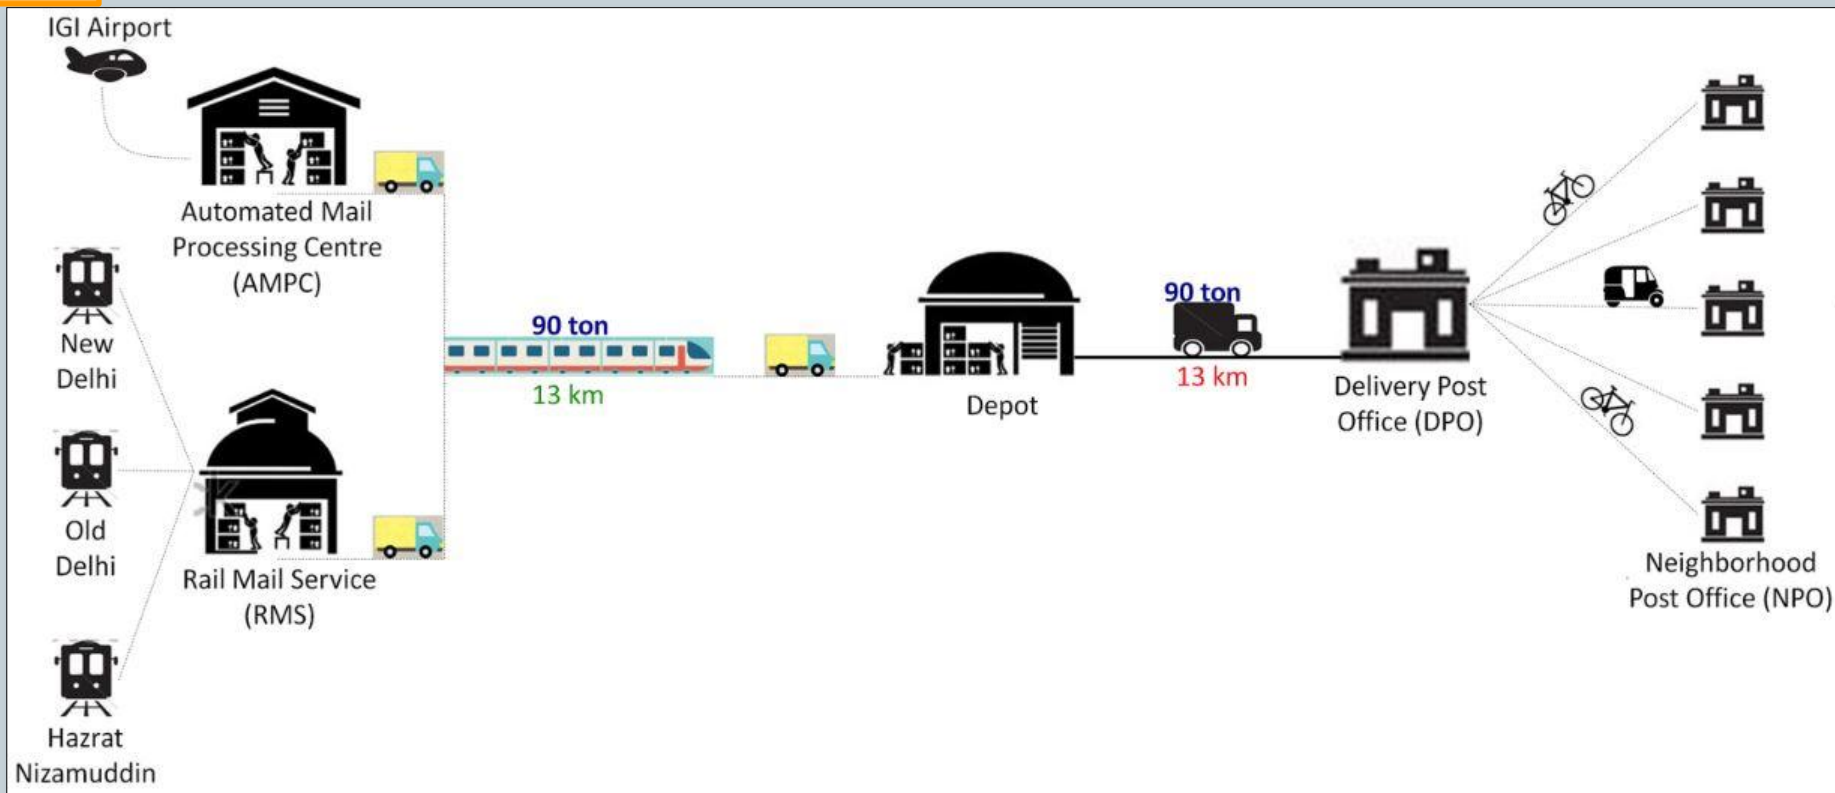 IGI Airport
Automated Mail
Processing Centre
(AMPC)
New
Delhi
Old
Delhi
Hazrat
Nizamuddin
Rail Mail Service
(RMS)
90 ton
13 km
Depot
90 ton
13 km
Delivery Post
Office (DPO)
Neighborhood
Post Office (NPO)